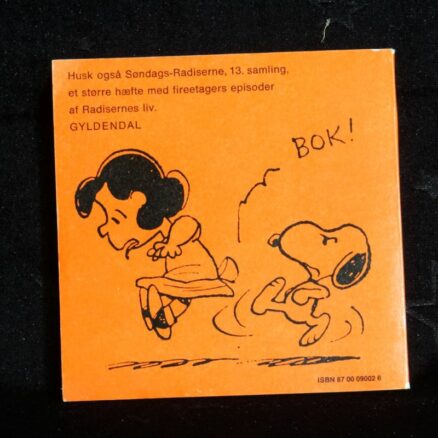 Husk også Søndags-Radiserne, 13. samling,
et større hæfte med fireetagers episoder
af Radisernes liv.
GYLDENDAL
BOK!
ISBN 87 00 09002 6